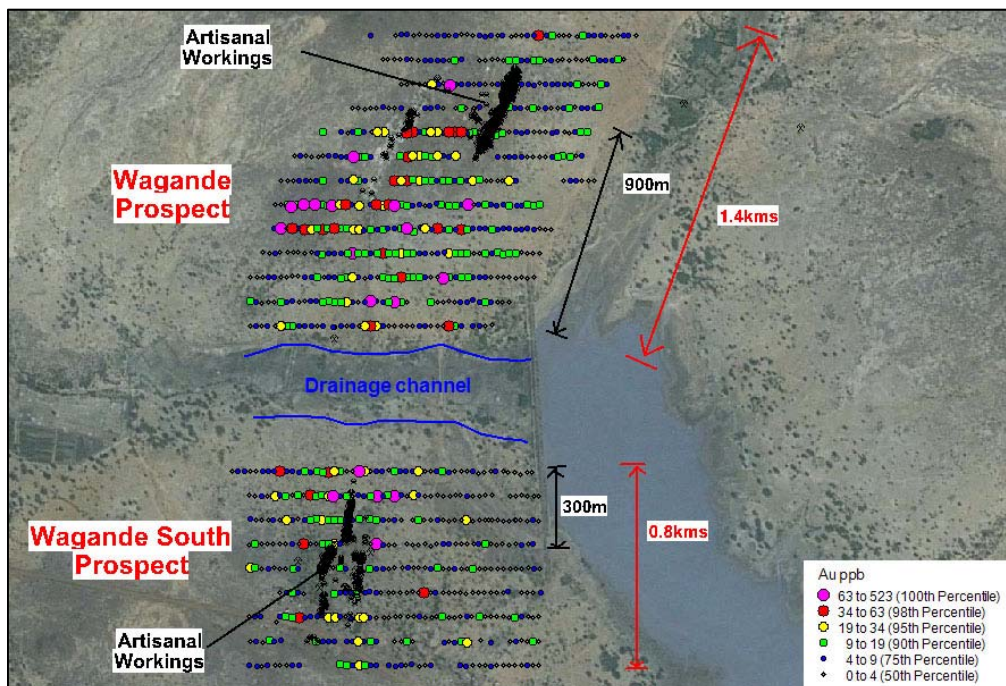 Artisanal
Workings
Wagande
Prospect
900m
1.4kms
Drainage channel
Wagande South
Prospect
300m
0.8kms
Artisanal
Workings
Au ppb
63 to 523 (100th Percentile)
34 to 63 (98th Percentile)
19 to 34 (95th Percentile)
9 to 19 (90th Percentile)
4 to 9 (75th Percentile)
0 to 4 (50th Percentile)